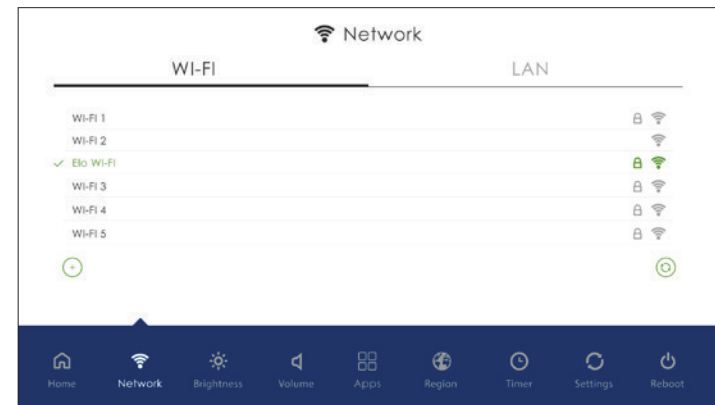 Network
WI-FI LAN
WI-FI 1
WI-FI 2
Elo WI-FI
WI-FI 3
WI-FI 4
WI-FI 5
Home Network Brightness Volume Apps Region Timer Settings Reboot